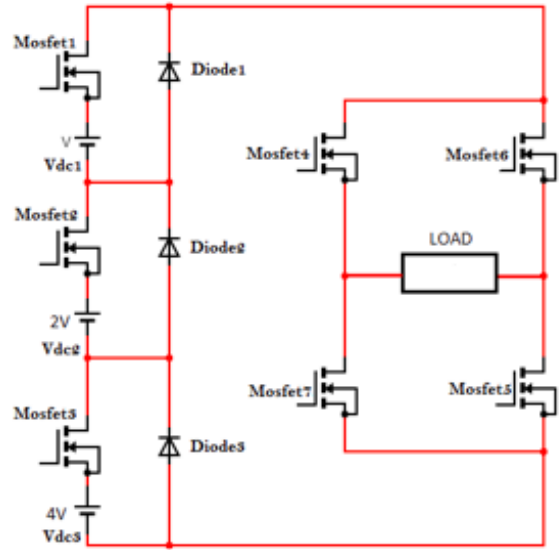 Mosfet1
Diode1
V
Vdc1
Mosfet4
Mosfet6
Mosfet2
Diode2
LOAD
2V
Vdc2
Mosfet7
Mosfet5
Mosfet3
Diode3
4V
Vdc3